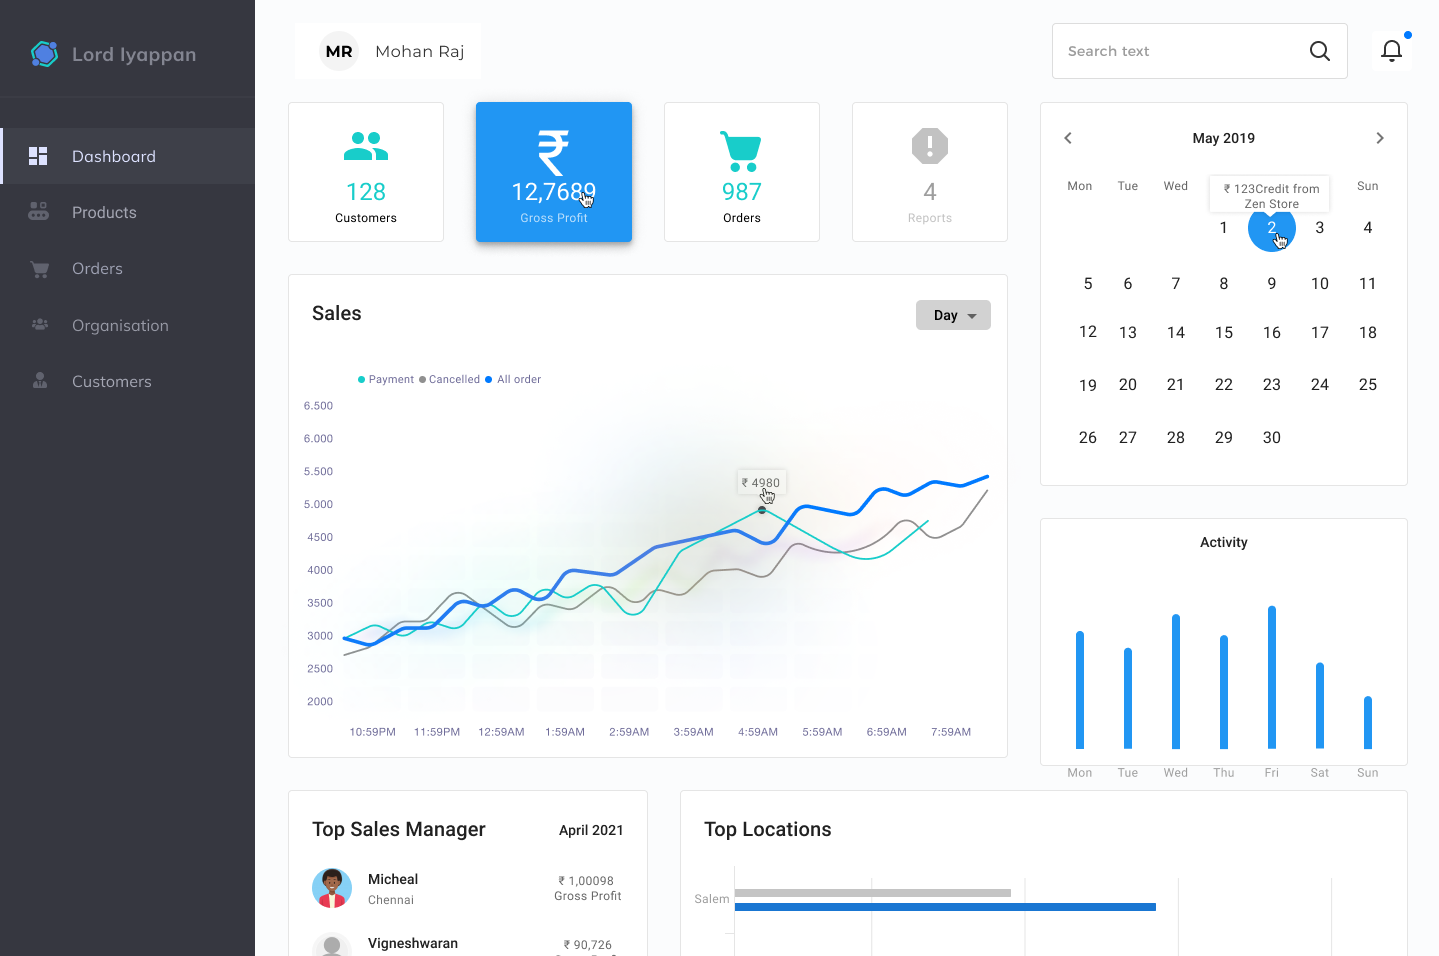 Lord Iyappan
Dashboard
Products
Orders
Organisation
Customers
MR Mohan Raj
Search text
128
Customers
12,7689
Gross Profit
987
Orders
4
Reports
May 2019
Mon Tue Wed Sun
₹ 123Credit from
Zen Store
1 2 3 4
5 6 7 8 9 10 11
12 13 14 15 16 17 18
19 20 21 22 23 24 25
26 27 28 29 30
Sales
Day
Payment Cancelled All order
6.500
6.000
5.500
5.000
4500
4000
3500
3000
2500
2000
₹ 4980
10:59PM 11:59PM 12:59AM 1:59AM 2:59AM 3:59AM 4:59AM 5:59AM 6:59AM 7:59AM
Activity
Mon Tue Wed Thu Fri Sat Sun
Top Sales Manager
April 2021
Micheal
Chennai
₹ 1,00098
Gross Profit
Vigneshwaran
₹ 90,726
Top Locations
Salem